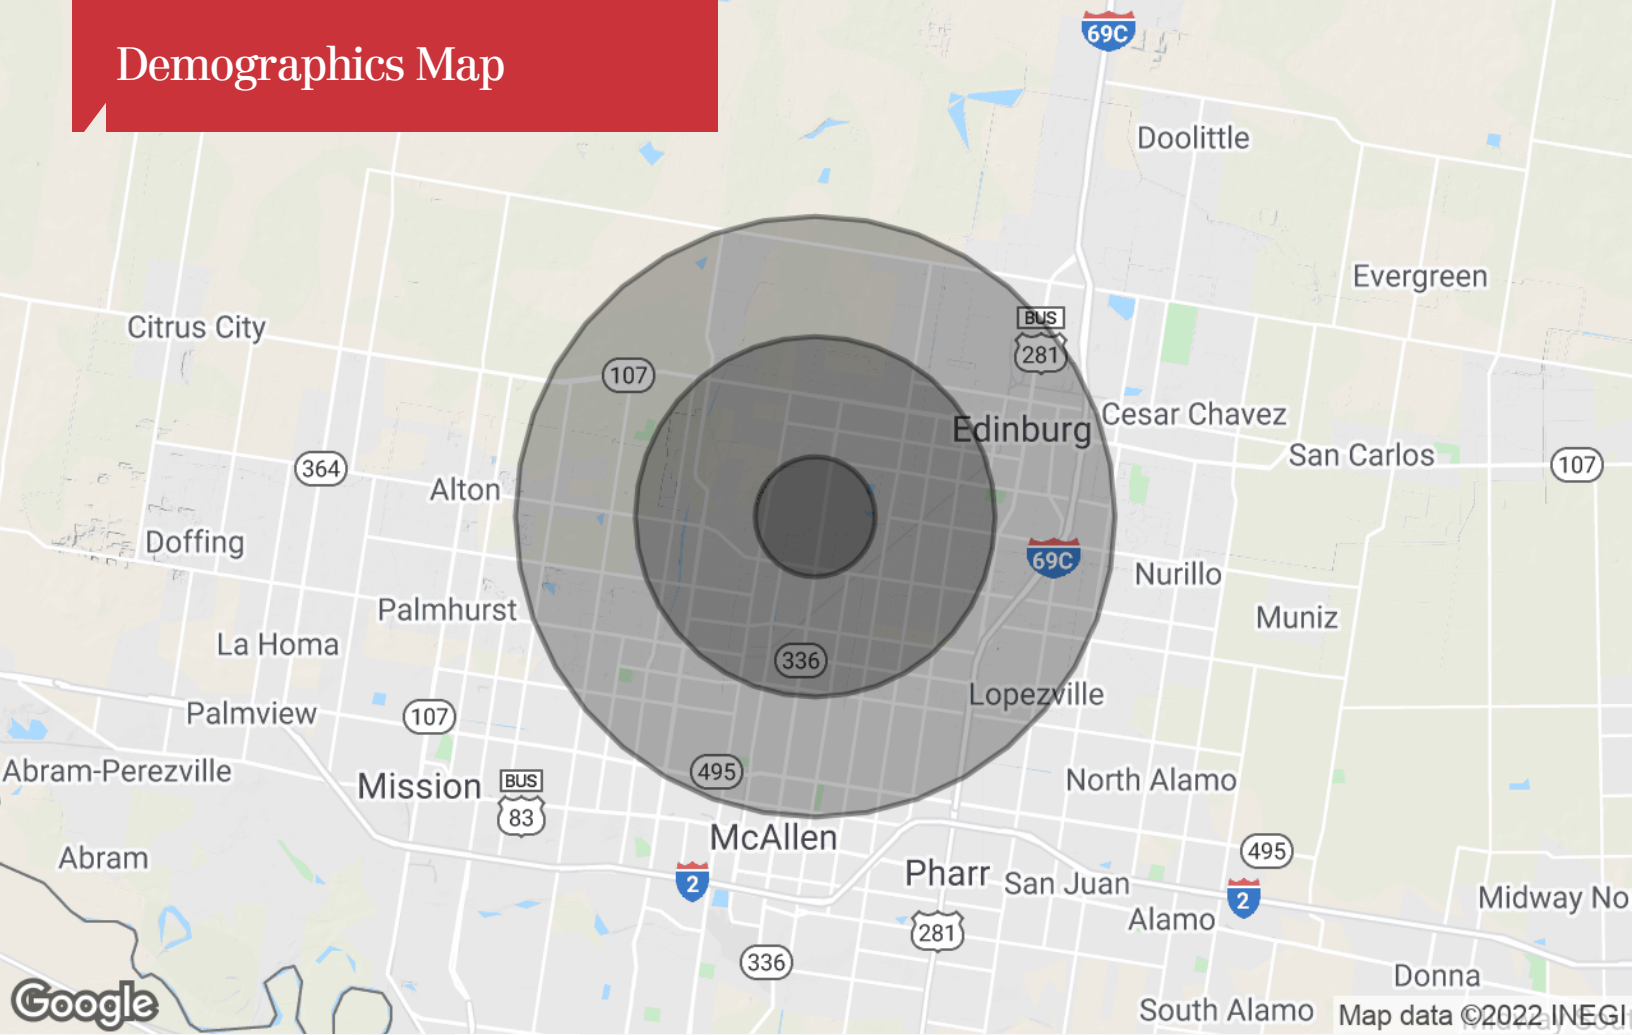 Demographics Map
69C
Doolittle
Evergreen
Citrus City
BUS
281
107
Cesar Chavez
Edinburg
San Carlos
107
364
Alton
Doffing
69C
Nurillo
Palmhurst
Muniz
La Homa
336
Lopezville
Palmview
107
Abram-Perezville
495
Mission
BUS
83
North Alamo
McAllen
495
Abram
Pharr
San Juan
2
2
Midway No
Alamo
281
336
Donna
Google
South Alamo
Map data ©2022 INEGI